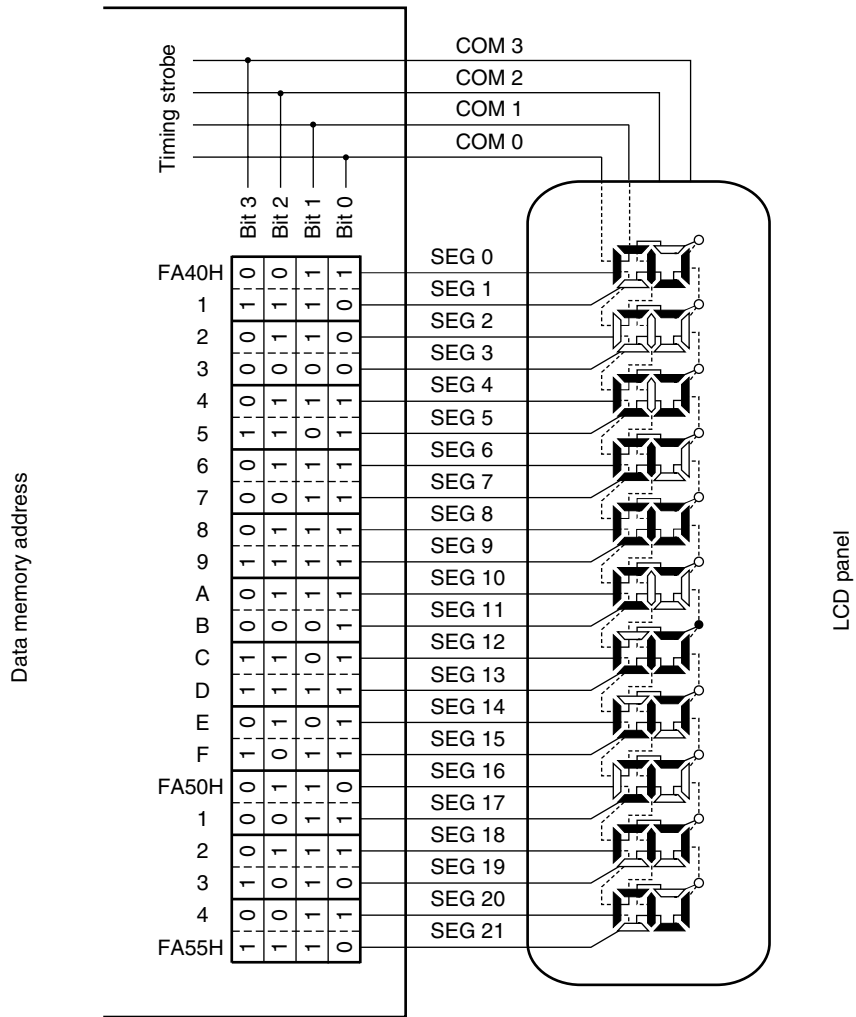 Timing strobe
COM 3
COM 2
COM 1
COM 0
Bit 3 Bit 2 Bit 1 Bit 0
FA40H 0 0 1 1 SEG 0
1 1 1 1 0 SEG 1
2 0 1 1 0 SEG 2
3 0 0 0 0 SEG 3
4 0 1 1 1 SEG 4
5 1 1 0 1 SEG 5
6 0 1 1 1 SEG 6
7 0 0 1 1 SEG 7
8 0 1 1 1 SEG 8
9 1 1 1 1 SEG 9
A 0 1 1 1 SEG 10
B 0 0 0 1 SEG 11
C 1 1 0 1 SEG 12
D 1 1 1 1 SEG 13
E 0 1 0 1 SEG 14
F 1 0 1 1 SEG 15
FA50H 0 1 1 0 SEG 16
1 0 0 1 1 SEG 17
2 0 1 1 1 SEG 18
3 1 0 1 0 SEG 19
4 0 0 1 1 SEG 20
FA55H 1 1 1 0 SEG 21
Data memory address
LCD panel